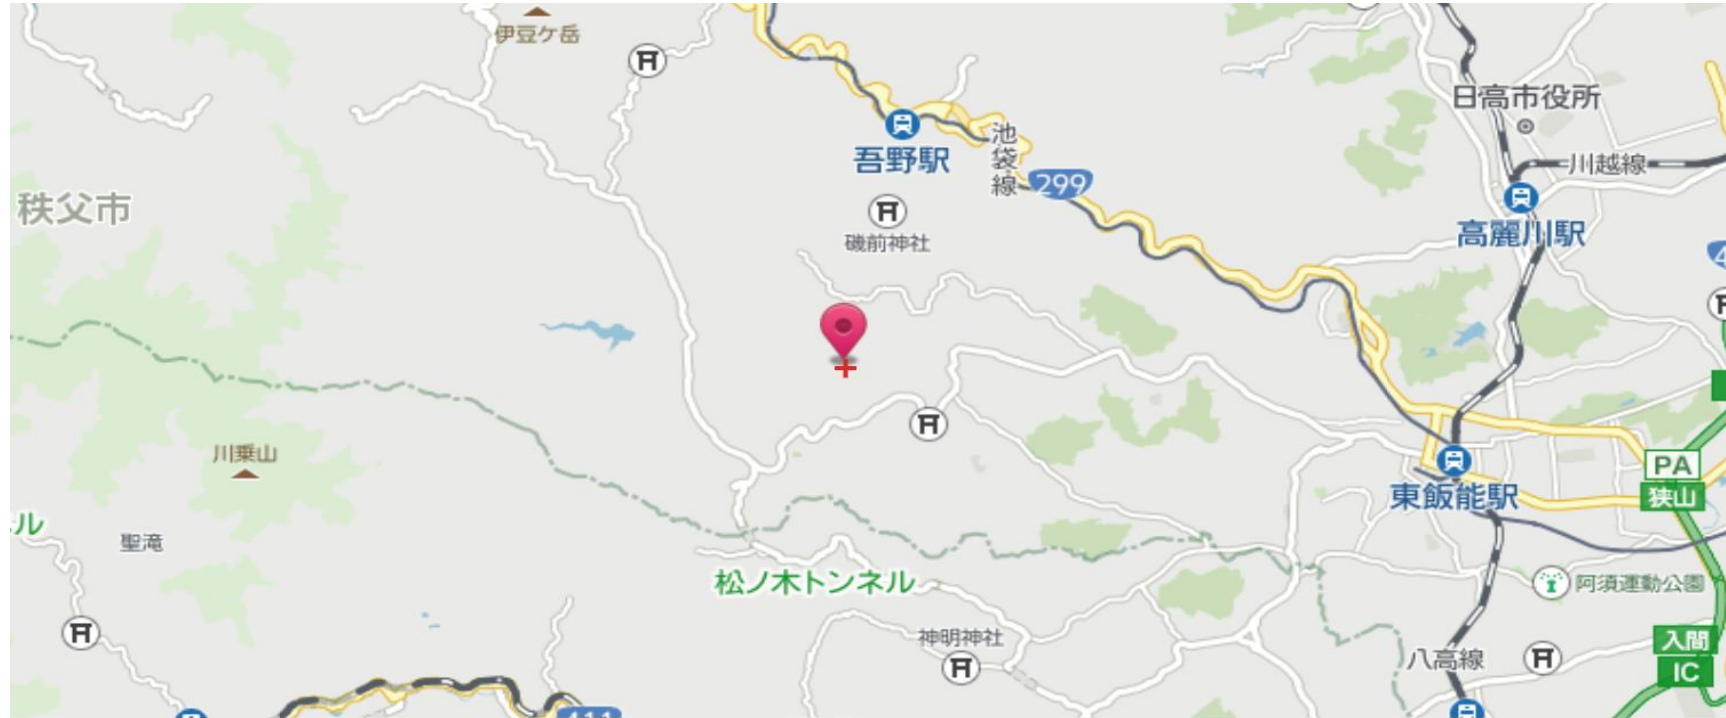 伊豆ケ岳
日高市役所
池袋線
吾野駅
299
川越線
秩父市
磯前神社
高麗川駅
川乗山
PA
狭山
東飯能駅
ル
聖滝
松ノ木トンネル
阿須運動公園
神明神社
八高線
入間
IC
411